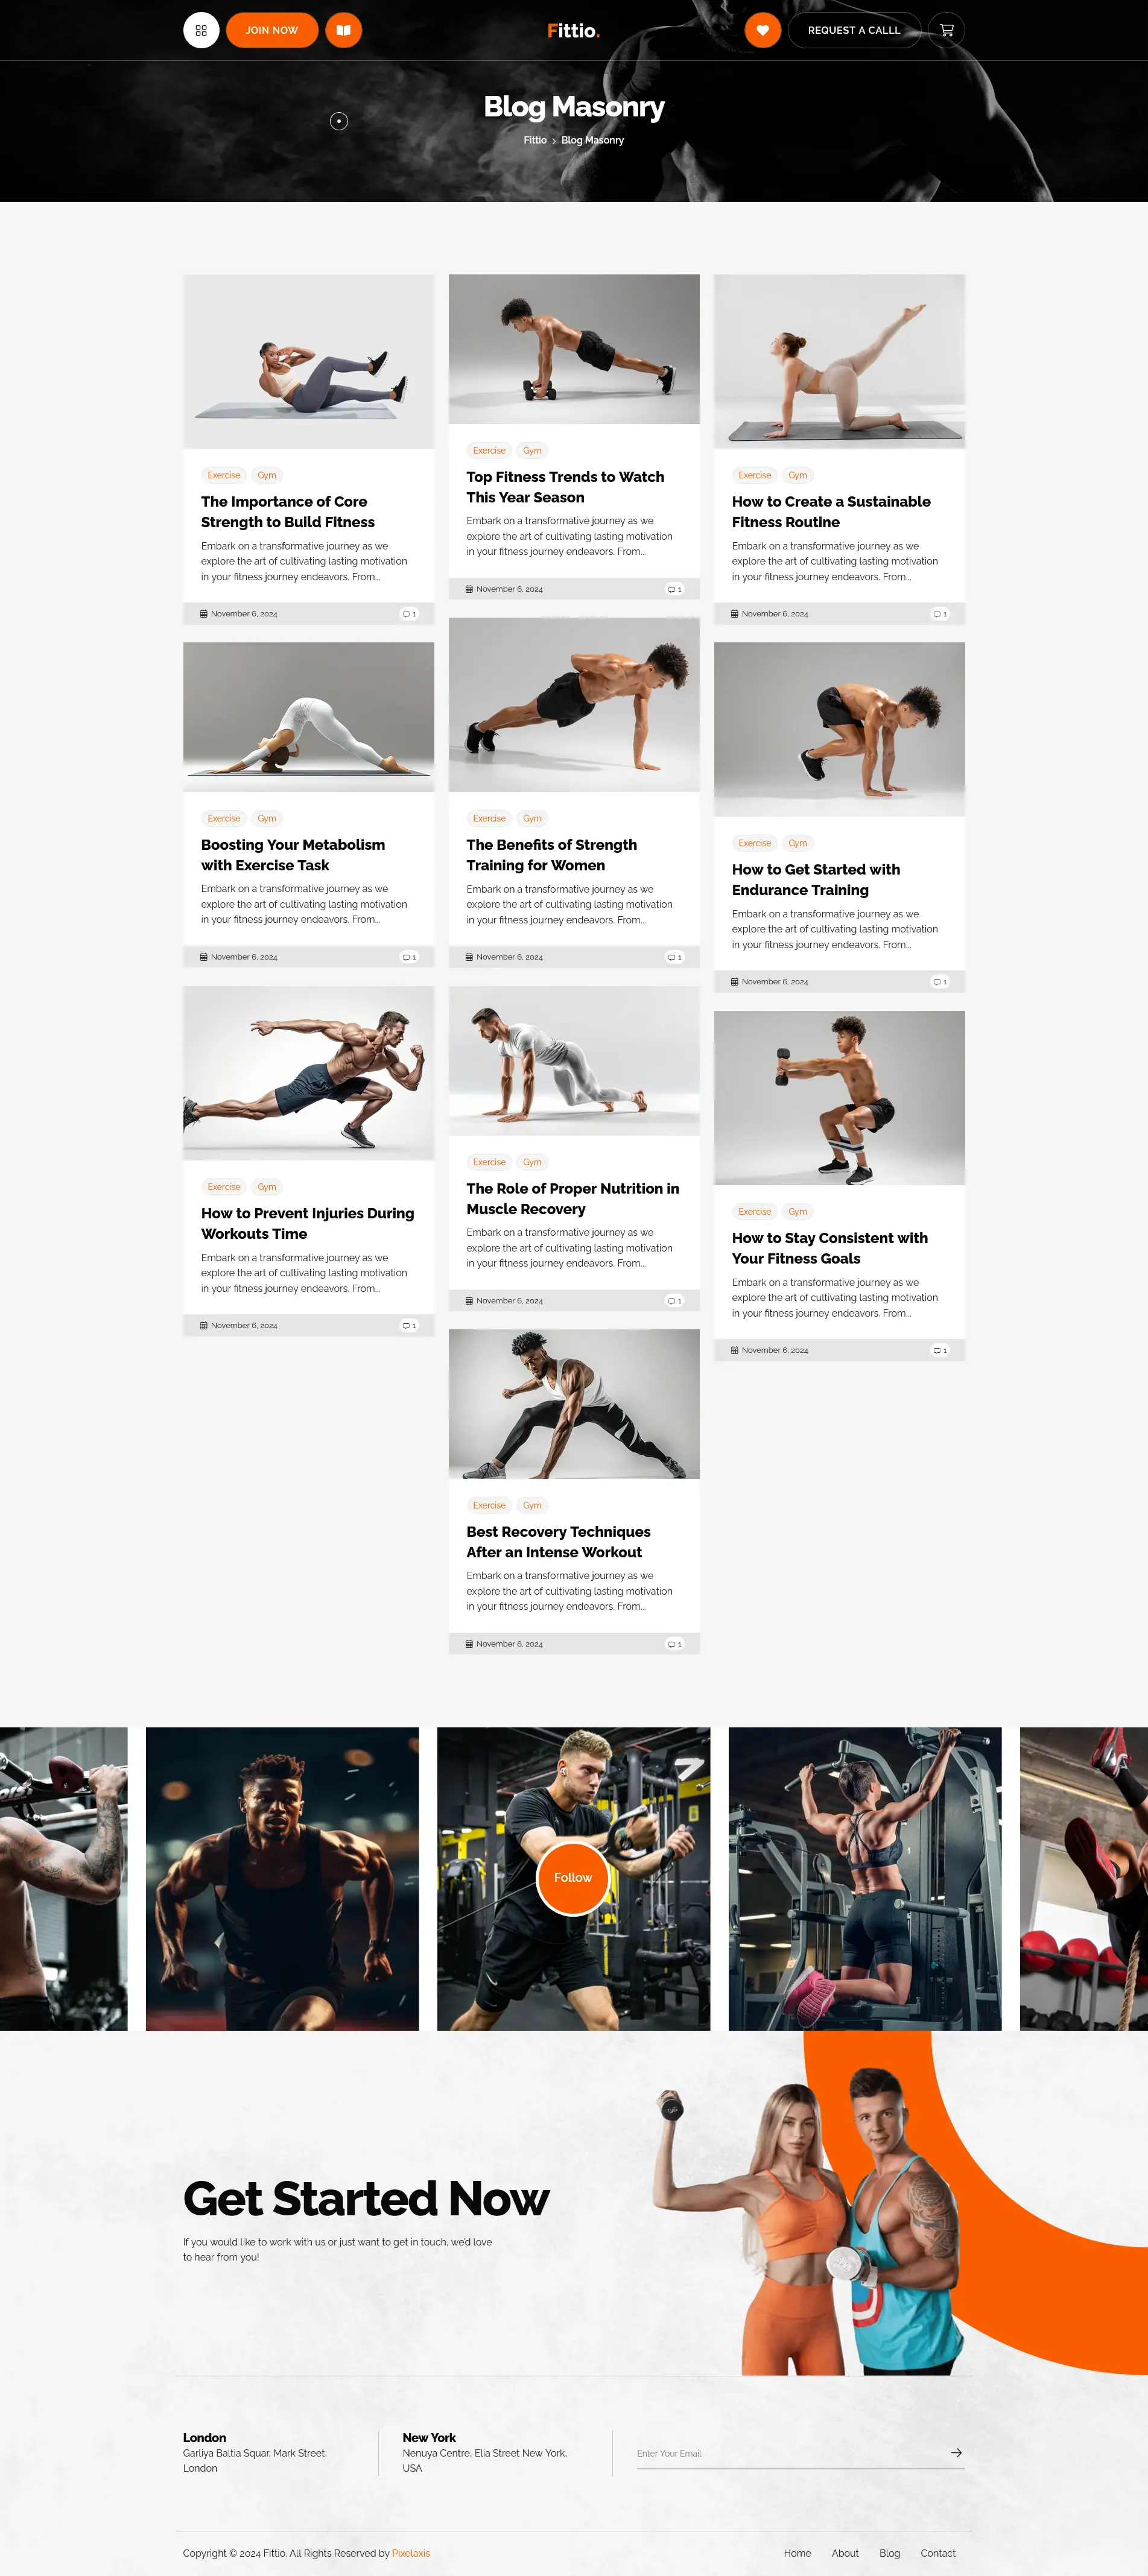 JOIN NOW
Fittio.
REQUEST A CALLL
Blog Masonry
Fittio > Blog Masonry
Exercise Gym
The Importance of Core
Strength to Build Fitness
Embark on a transformative journey as we
explore the art of cultivating lasting motivation
in your fitness journey endeavors. From...
November 6, 2024
1
Exercise Gym
Top Fitness Trends to Watch
This Year Season
Embark on a transformative journey as we
explore the art of cultivating lasting motivation
in your fitness journey endeavors. From...
November 6, 2024
1
Exercise Gym
How to Create a Sustainable
Fitness Routine
Embark on a transformative journey as we
explore the art of cultivating lasting motivation
in your fitness journey endeavors. From...
November 6, 2024
1
Exercise Gym
Boosting Your Metabolism
with Exercise Task
Embark on a transformative journey as we
explore the art of cultivating lasting motivation
in your fitness journey endeavors. From...
November 6, 2024
1
Exercise Gym
The Benefits of Strength
Training for Women
Embark on a transformative journey as we
explore the art of cultivating lasting motivation
in your fitness journey endeavors. From...
November 6, 2024
1
Exercise Gym
How to Get Started with
Endurance Training
Embark on a transformative journey as we
explore the art of cultivating lasting motivation
in your fitness journey endeavors. From...
November 6, 2024
1
Exercise Gym
How to Prevent Injuries During
Workouts Time
Embark on a transformative journey as we
explore the art of cultivating lasting motivation
in your fitness journey endeavors. From...
November 6, 2024
1
Exercise Gym
The Role of Proper Nutrition in
Muscle Recovery
Embark on a transformative journey as we
explore the art of cultivating lasting motivation
in your fitness journey endeavors. From...
November 6, 2024
1
Exercise Gym
How to Stay Consistent with
Your Fitness Goals
Embark on a transformative journey as we
explore the art of cultivating lasting motivation
in your fitness journey endeavors. From...
November 6, 2024
1
Exercise Gym
Best Recovery Techniques
After an Intense Workout
Embark on a transformative journey as we
explore the art of cultivating lasting motivation
in your fitness journey endeavors. From...
November 6, 2024
1
Follow
Get Started Now
If you would like to work with us or just want to get in touch, we'd love
to hear from you!
London
Garliya Baltia Squar, Mark Street,
London
New York
Nenuya Centre, Elia Street New York,
USA
Enter Your Email
Copyright © 2024 Fittio. All Rights Reserved by Pixelaxis
Home About Blog Contact